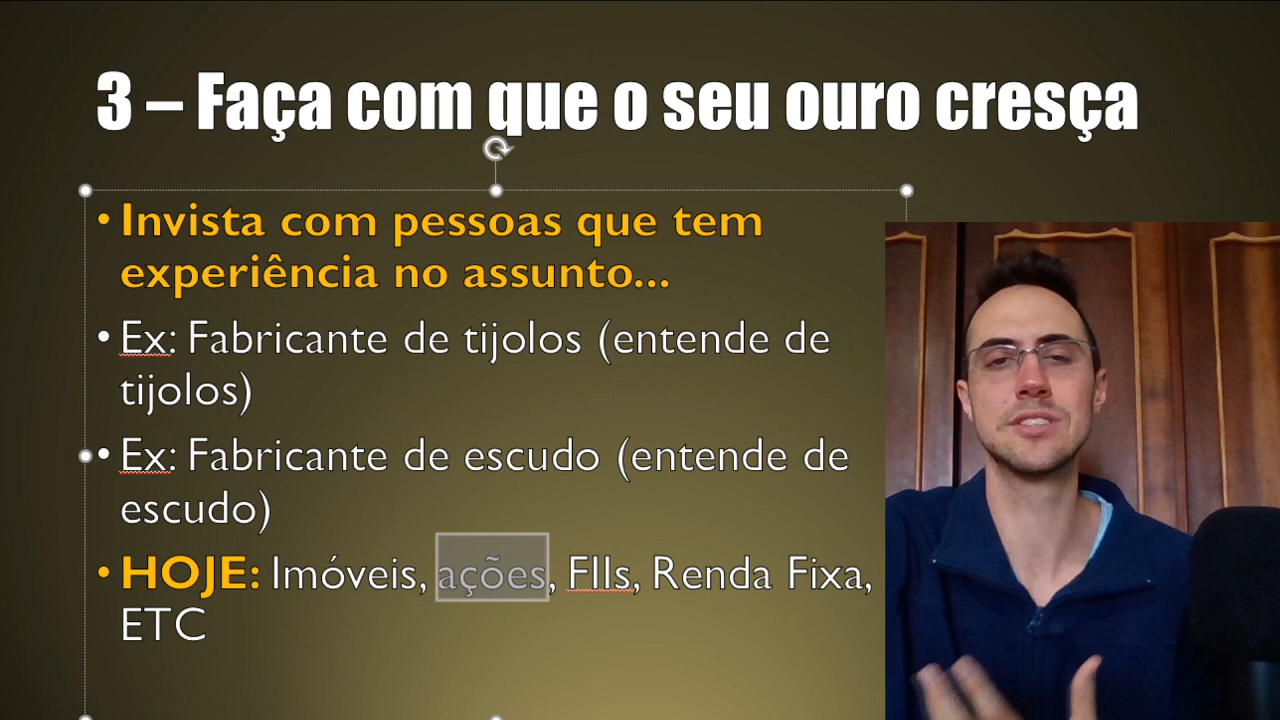 3 – Faça com que o seu ouro cresça
• Invista com pessoas que tem
experiência no assunto...
• Ex: Fabricante de tijolos (entende de
tijolos)
• Ex: Fabricante de escudo (entende de
escudo)
• HOJE: Imóveis, ações, FIIs, Renda Fixa,
ETC